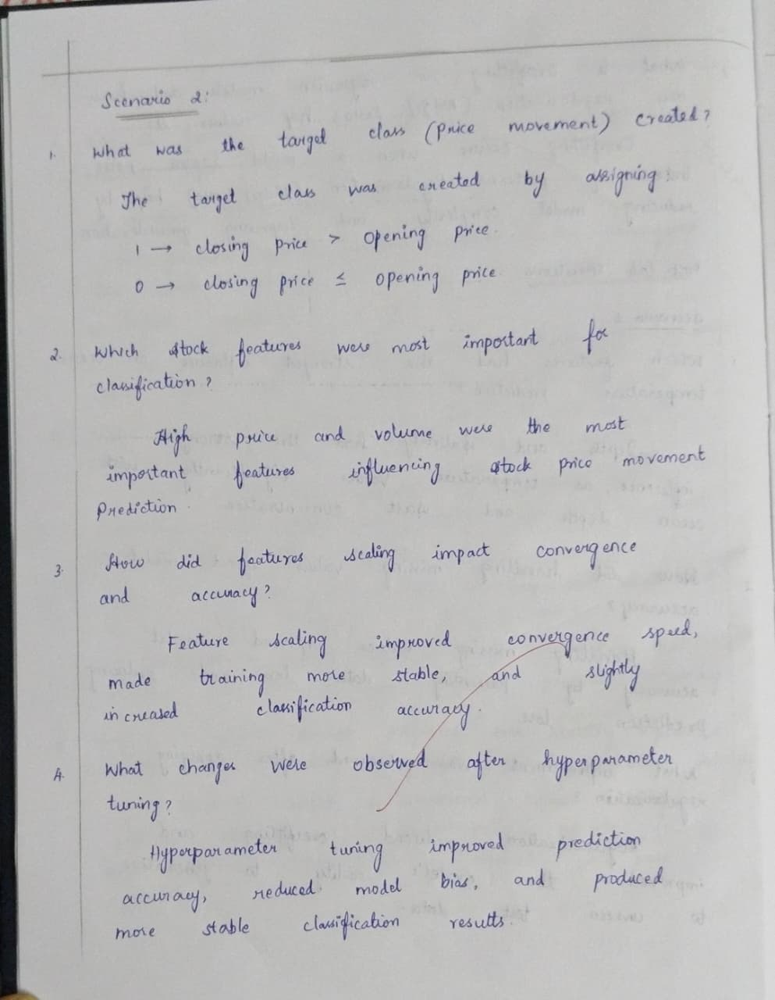 Scenario 2:
1. What was the target class (price movement) created?
The target class was created by assigning
1 → closing price > opening price.
0 → closing price ≤ opening price
2. Which stock features were most important for
classification?
High price and volume were the most
important features influencing stock price movement
Prediction.
3. How did features scaling impact convergence
and accuracy?
Feature scaling improved convergence speed,
made training more stable, and slightly
increased classification accuracy.
4. What changes were observed after hyperparameter
tuning?
Hyperparameter tuning improved prediction
accuracy, reduced model bias, and produced
more stable classification results.